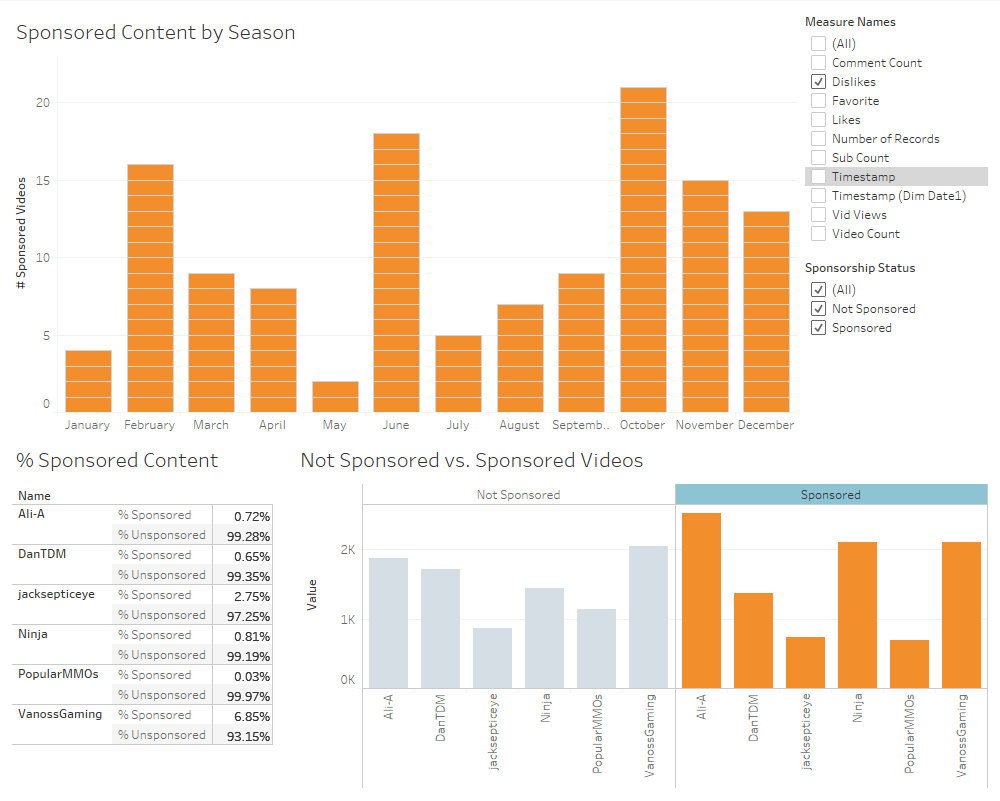 Sponsored Content by Season
# Sponsored Videos
20
15
10
5
0
January February March April May June July August Septemb.. October November December
Measure Names
(All)
Comment Count
Dislikes
Favorite
Likes
Number of Records
Sub Count
Timestamp
Timestamp (Dim Date1)
Vid Views
Video Count
Sponsorship Status
(All)
Not Sponsored
Sponsored
% Sponsored Content
Name
Ali-A % Sponsored 0.72%
% Unsponsored 99.28%
DanTDM % Sponsored 0.65%
% Unsponsored 99.35%
jacksepticeye % Sponsored 2.75%
% Unsponsored 97.25%
Ninja % Sponsored 0.81%
% Unsponsored 99.19%
PopularMMOs % Sponsored 0.03%
% Unsponsored 99.97%
VanossGaming % Sponsored 6.85%
% Unsponsored 93.15%
Not Sponsored vs. Sponsored Videos
Not Sponsored Sponsored
Value
2K
1K
0K
Ali-A DanTDM jacksepticeye Ninja PopularMMOs VanossGaming Ali-A DanTDM jacksepticeye Ninja PopularMMOs VanossGaming